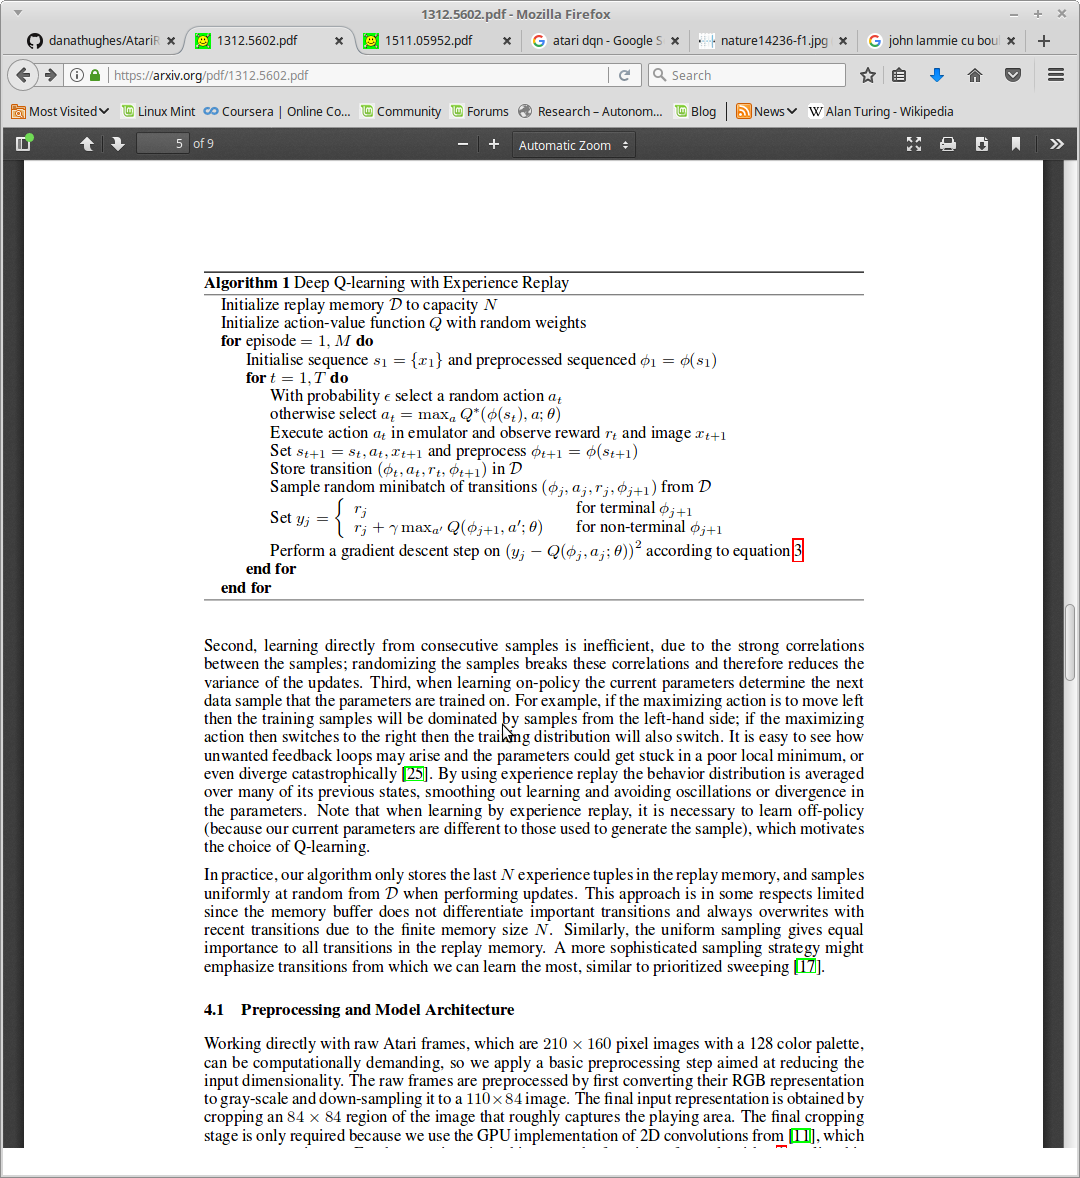 1312.5602.pdf - Mozilla Firefox
danathughes/AtariR
1312.5602.pdf
1511.05952.pdf
atari dqn - Google S
nature14236-f1.jpg
john lammie cu boul
https://arxiv.org/pdf/1312.5602.pdf
Search
Most Visited
Linux Mint
Coursera | Online Co...
Community
Forums
Research – Autonom...
Blog
News
Alan Turing - Wikipedia
5 of 9
Automatic Zoom
Algorithm 1 Deep Q-learning with Experience Replay
Initialize replay memory 𝒟 to capacity N
Initialize action-value function Q with random weights
for episode = 1, M do
Initialise sequence s₁ = {x₁} and preprocessed sequenced ϕ₁ = ϕ(s₁)
for t = 1, T do
With probability ϵ select a random action aₜ
otherwise select aₜ = maxₐ Q*(ϕ(sₜ), a; θ)
Execute action aₜ in emulator and observe reward rₜ and image xₜ₊₁
Set sₜ₊₁ = sₜ, aₜ, xₜ₊₁ and preprocess ϕₜ₊₁ = ϕ(sₜ₊₁)
Store transition (ϕₜ, aₜ, rₜ, ϕₜ₊₁) in 𝒟
Sample random minibatch of transitions (ϕⱼ, aⱼ, rⱼ, ϕⱼ₊₁) from 𝒟
Set yⱼ = { rⱼ for terminal ϕⱼ₊₁
rⱼ + γ maxₐ′ Q(ϕⱼ₊₁, a′; θ) for non-terminal ϕⱼ₊₁
Perform a gradient descent step on (yⱼ − Q(ϕⱼ, aⱼ; θ))² according to equation 3
end for
end for
Second, learning directly from consecutive samples is inefficient, due to the strong correlations
between the samples; randomizing the samples breaks these correlations and therefore reduces the
variance of the updates. Third, when learning on-policy the current parameters determine the next
data sample that the parameters are trained on. For example, if the maximizing action is to move left
then the training samples will be dominated by samples from the left-hand side; if the maximizing
action then switches to the right then the training distribution will also switch. It is easy to see how
unwanted feedback loops may arise and the parameters could get stuck in a poor local minimum, or
even diverge catastrophically [25]. By using experience replay the behavior distribution is averaged
over many of its previous states, smoothing out learning and avoiding oscillations or divergence in
the parameters. Note that when learning by experience replay, it is necessary to learn off-policy
(because our current parameters are different to those used to generate the sample), which motivates
the choice of Q-learning.
In practice, our algorithm only stores the last N experience tuples in the replay memory, and samples
uniformly at random from 𝒟 when performing updates. This approach is in some respects limited
since the memory buffer does not differentiate important transitions and always overwrites with
recent transitions due to the finite memory size N. Similarly, the uniform sampling gives equal
importance to all transitions in the replay memory. A more sophisticated sampling strategy might
emphasize transitions from which we can learn the most, similar to prioritized sweeping [17].
4.1 Preprocessing and Model Architecture
Working directly with raw Atari frames, which are 210 × 160 pixel images with a 128 color palette,
can be computationally demanding, so we apply a basic preprocessing step aimed at reducing the
input dimensionality. The raw frames are preprocessed by first converting their RGB representation
to gray-scale and down-sampling it to a 110×84 image. The final input representation is obtained by
cropping an 84 × 84 region of the image that roughly captures the playing area. The final cropping
stage is only required because we use the GPU implementation of 2D convolutions from [11], which